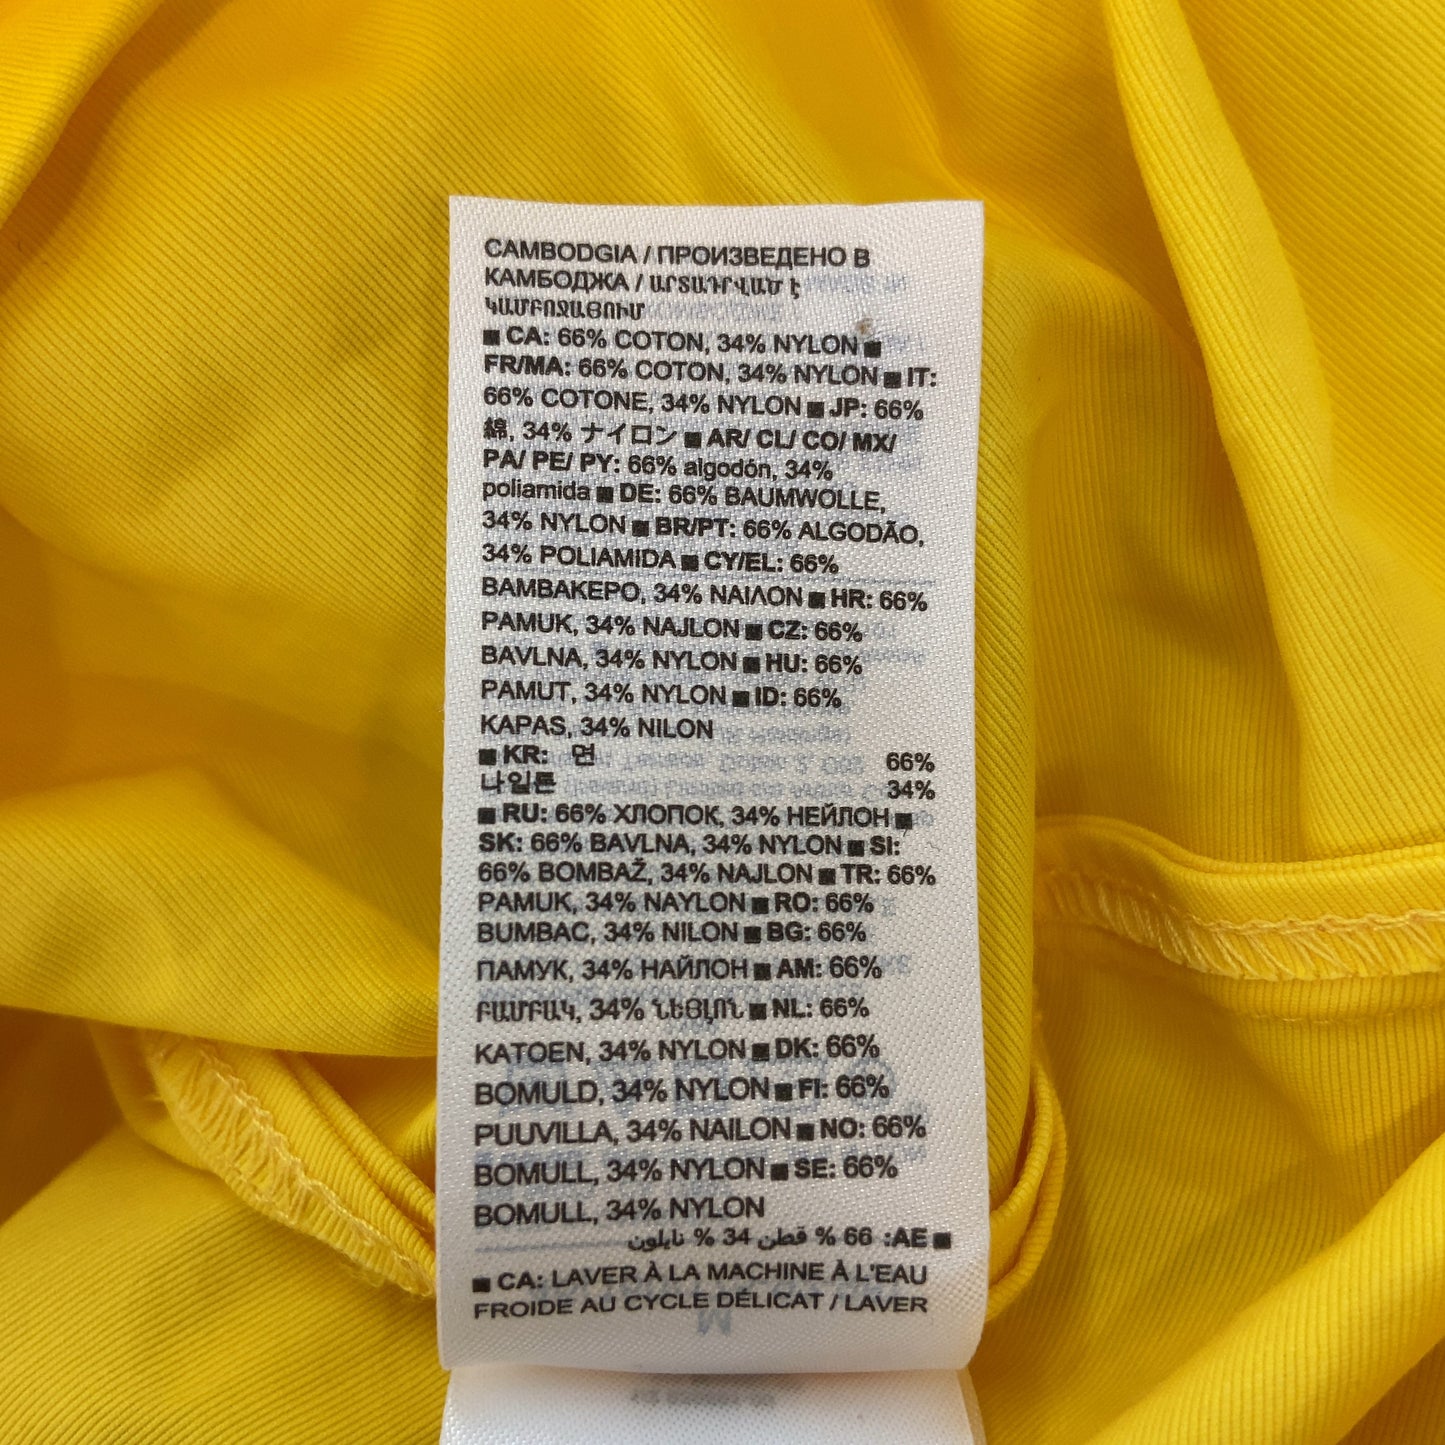 CAMBODGIA / ПРОИЗВЕДЕНО В
КАМБОДЖА / ԱՐՏԱԴՐՎԱԾ է
ԿԱՄԲՈՋԱՅՈՒՄ
■ CA: 66% COTON, 34% NYLON ■
FR/MA: 66% COTON, 34% NYLON ■ IT:
66% COTONE, 34% NYLON ■ JP: 66%
綿, 34% ナイロン ■ AR/ CL/ CO/ MX/
PA/ PE/ PY: 66% algodón, 34%
poliamida ■ DE: 66% BAUMWOLLE,
34% NYLON ■ BR/PT: 66% ALGODÃO,
34% POLIAMIDA ■ CY/EL: 66%
ΒΑΜΒΑΚΕΡΟ, 34% ΝΑΙΛΟΝ ■ HR: 66%
PAMUK, 34% NAJLON ■ CZ: 66%
BAVLNA, 34% NYLON ■ HU: 66%
PAMUT, 34% NYLON ■ ID: 66%
KAPAS, 34% NILON
■ KR: 면 66%
나일론 34%
■ RU: 66% ХЛОПОК, 34% НЕЙЛОН ■
SK: 66% BAVLNA, 34% NYLON ■ SI:
66% BOMBAŽ, 34% NAJLON ■ TR: 66%
PAMUK, 34% NAYLON ■ RO: 66%
BUMBAC, 34% NILON ■ BG: 66%
ПАМУК, 34% НАЙЛОН ■ AM: 66%
ԲԱՄԲԱԿ, 34% ՆԵՅԼՈՆ ■ NL: 66%
KATOEN, 34% NYLON ■ DK: 66%
BOMULD, 34% NYLON ■ FI: 66%
PUUVILLA, 34% NAILON ■ NO: 66%
BOMULL, 34% NYLON ■ SE: 66%
BOMULL, 34% NYLON
■ AE: 66 % قطن 34 % نايلون
■ CA: LAVER À LA MACHINE À L'EAU
FROIDE AU CYCLE DÉLICAT / LAVER